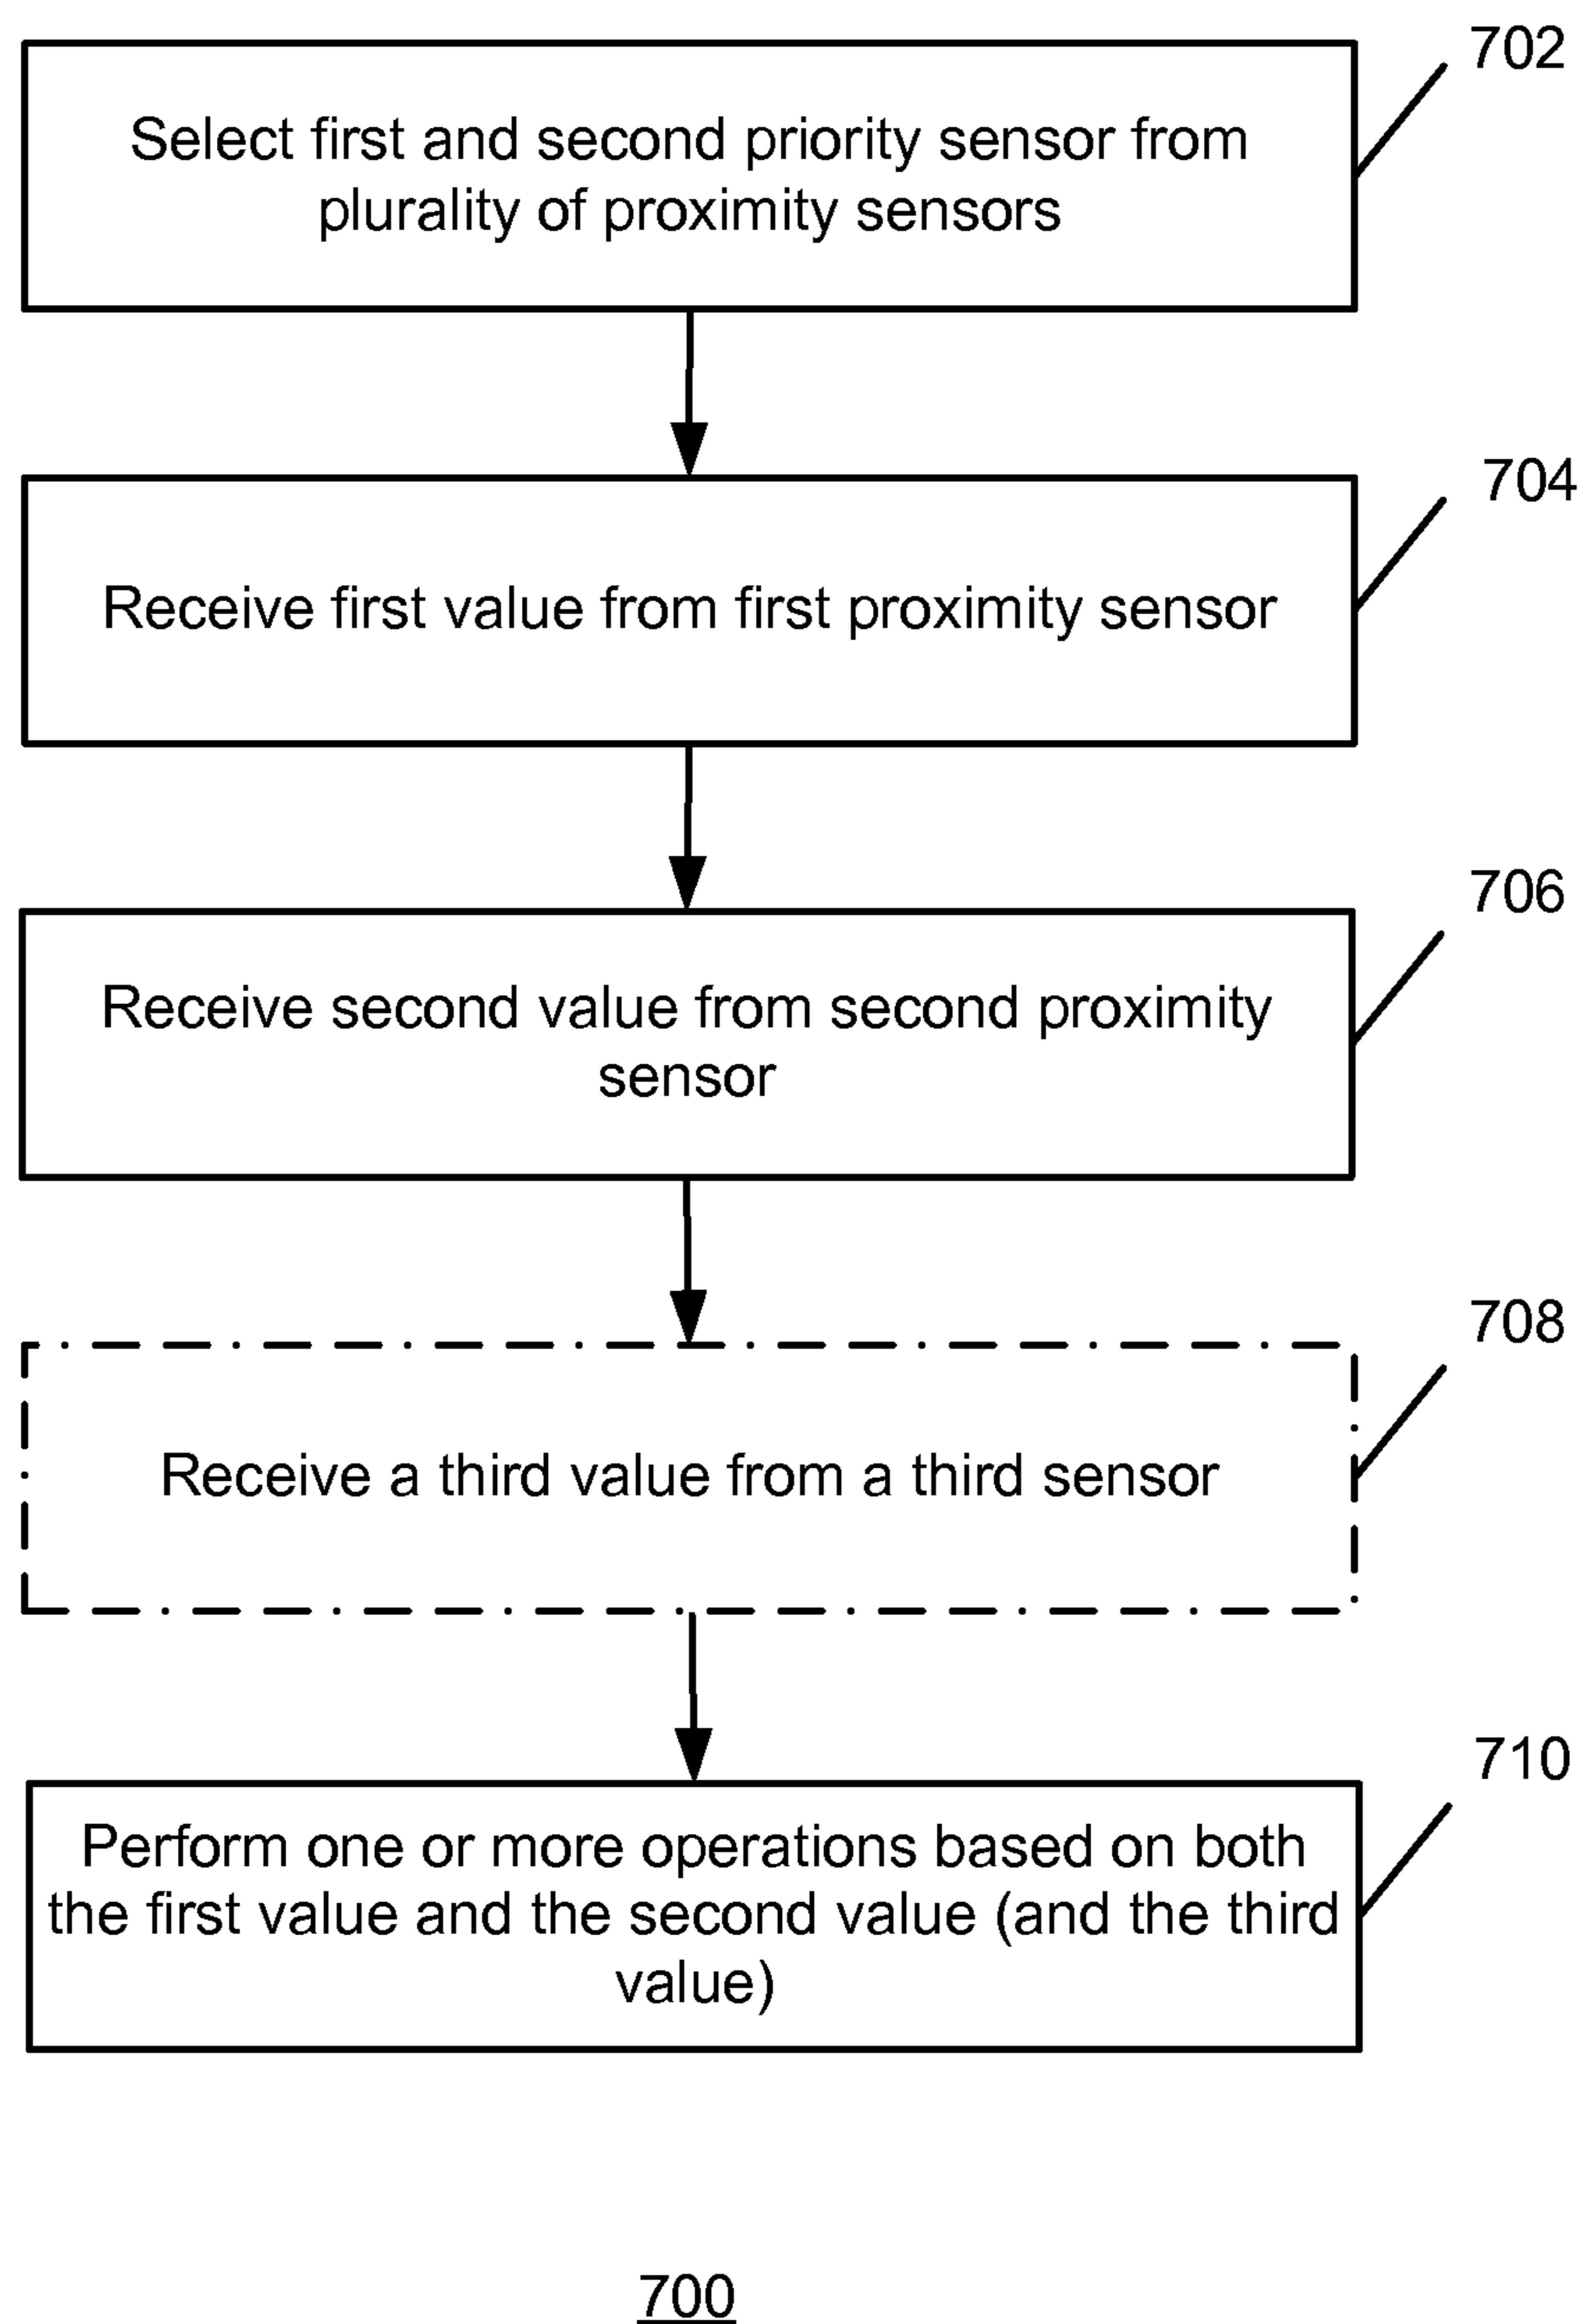 702
Select first and second priority sensor from
plurality of proximity sensors
704
Receive first value from first proximity sensor
706
Receive second value from second proximity
sensor
708
Receive a third value from a third sensor
710
Perform one or more operations based on both
the first value and the second value (and the third
value)
700